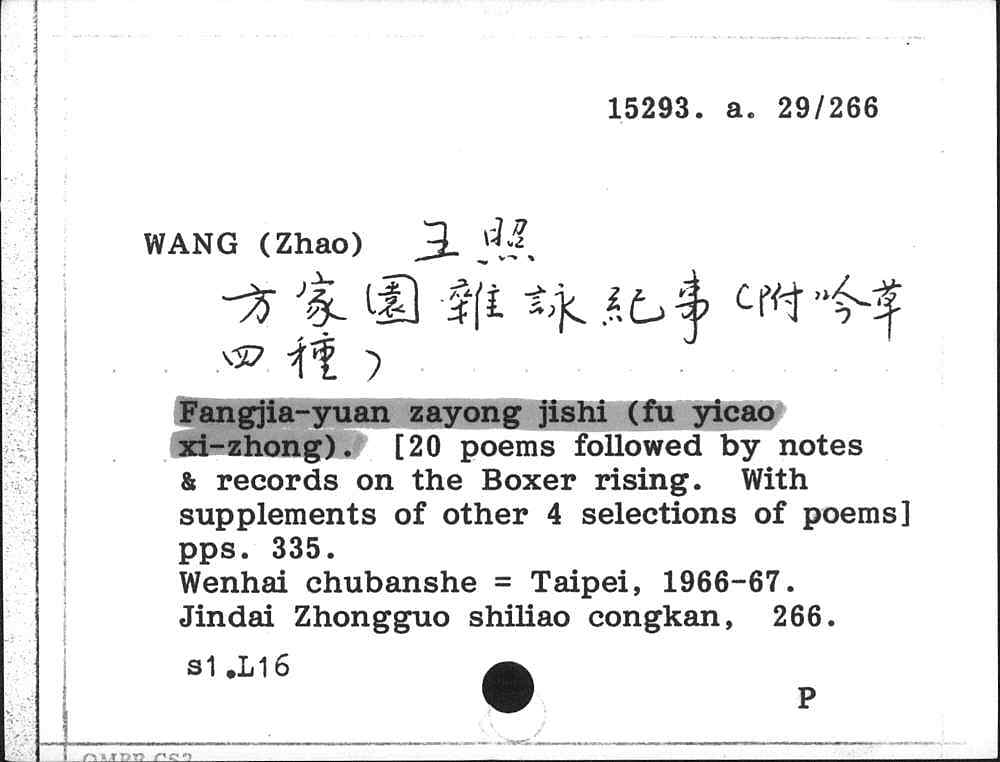 15293. a. 29/266
WANG (Zhao) 王照
方家園雜詠紀事(附吟草
四種)
Fangjia-yuan zayong jishi (fu yicao
xi-zhong). [20 poems followed by notes
& records on the Boxer rising. With
supplements of other 4 selections of poems]
pps. 335.
Wenhai chubanshe = Taipei, 1966-67.
Jindai Zhongguo shiliao congkan, 266.
s1.L16
P